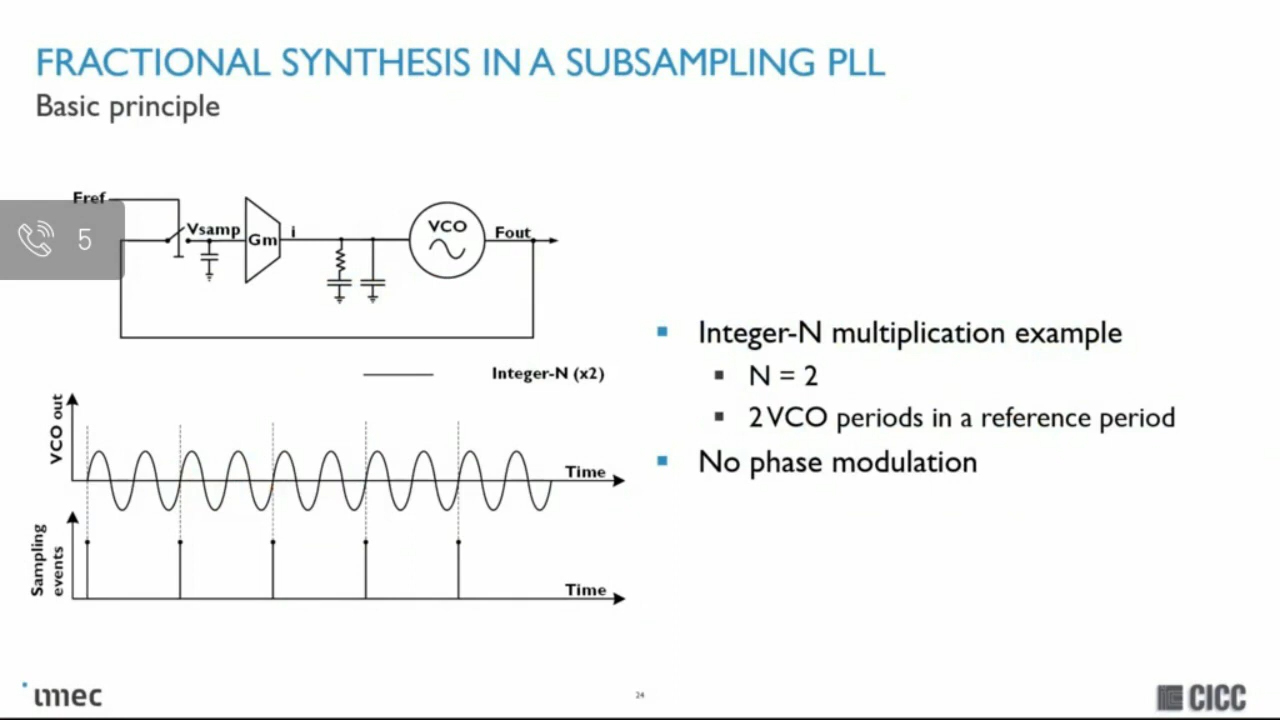 FRACTIONAL SYNTHESIS IN A SUBSAMPLING PLL
Basic principle
Fref
5
Vsamp
Gm
i
VCO
Fout
Integer-N (x2)
VCO out
Time
Sampling
events
Time
Integer-N multiplication example
N = 2
2 VCO periods in a reference period
No phase modulation
imec
24
CICC